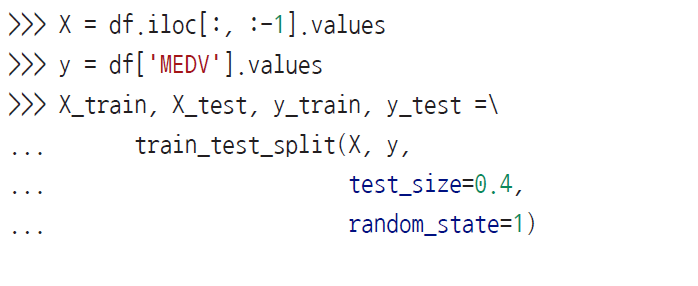 >>> X = df.iloc[:, :-1].values
>>> y = df['MEDV'].values
>>> X_train, X_test, y_train, y_test =\
...       train_test_split(X, y,
...                        test_size=0.4,
...                        random_state=1)